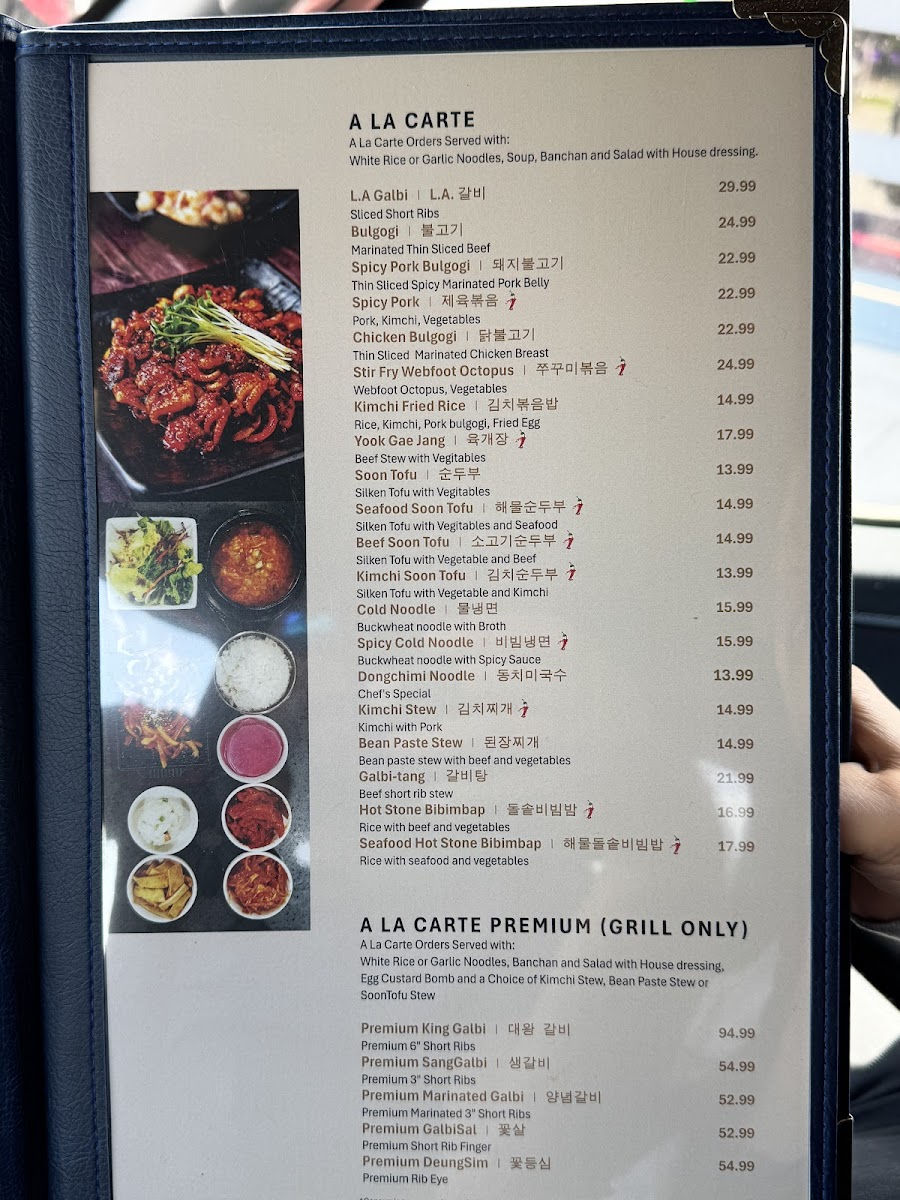 A LA CARTE
A La Carte Orders Served with:
White Rice or Garlic Noodles, Soup, Banchan and Salad with House dressing.
L.A Galbi | L.A. 갈비 29.99
Sliced Short Ribs
Bulgogi | 불고기 24.99
Marinated Thin Sliced Beef
Spicy Pork Bulgogi | 돼지불고기 22.99
Thin Sliced Spicy Marinated Pork Belly
Spicy Pork | 제육볶음 22.99
Pork, Kimchi, Vegetables
Chicken Bulgogi | 닭불고기 22.99
Thin Sliced Marinated Chicken Breast
Stir Fry Webfoot Octopus | 쭈꾸미볶음 24.99
Webfoot Octopus, Vegetables
Kimchi Fried Rice | 김치볶음밥 14.99
Rice, Kimchi, Pork bulgogi, Fried Egg
Yook Gae Jang | 육개장 17.99
Beef Stew with Vegitables
Soon Tofu | 순두부 13.99
Silken Tofu with Vegitables
Seafood Soon Tofu | 해물순두부 14.99
Silken Tofu with Vegitables and Seafood
Beef Soon Tofu | 소고기순두부 14.99
Silken Tofu with Vegetable and Beef
Kimchi Soon Tofu | 김치순두부 13.99
Silken Tofu with Vegetable and Kimchi
Cold Noodle | 물냉면 15.99
Buckwheat noodle with Broth
Spicy Cold Noodle | 비빔냉면 15.99
Buckwheat noodle with Spicy Sauce
Dongchimi Noodle | 동치미국수 13.99
Chef's Special
Kimchi Stew | 김치찌개 14.99
Kimchi with Pork
Bean Paste Stew | 된장찌개 14.99
Bean paste stew with beef and vegetables
Galbi-tang | 갈비탕 21.99
Beef short rib stew
Hot Stone Bibimbap | 돌솥비빔밤 16.99
Rice with beef and vegetables
Seafood Hot Stone Bibimbap | 해물돌솥비빔밥 17.99
Rice with seafood and vegetables
A LA CARTE PREMIUM (GRILL ONLY)
A La Carte Orders Served with:
White Rice or Garlic Noodles, Banchan and Salad with House dressing,
Egg Custard Bomb and a Choice of Kimchi Stew, Bean Paste Stew or
SoonTofu Stew
Premium King Galbi | 대왕 갈비 94.99
Premium 6" Short Ribs
Premium SangGalbi | 생갈비 54.99
Premium 3" Short Ribs
Premium Marinated Galbi | 양념갈비 52.99
Premium Marinated 3" Short Ribs
Premium GalbiSal | 꽃살 52.99
Premium Short Rib Finger
Premium DeungSim | 꽃등심 54.99
Premium Rib Eye